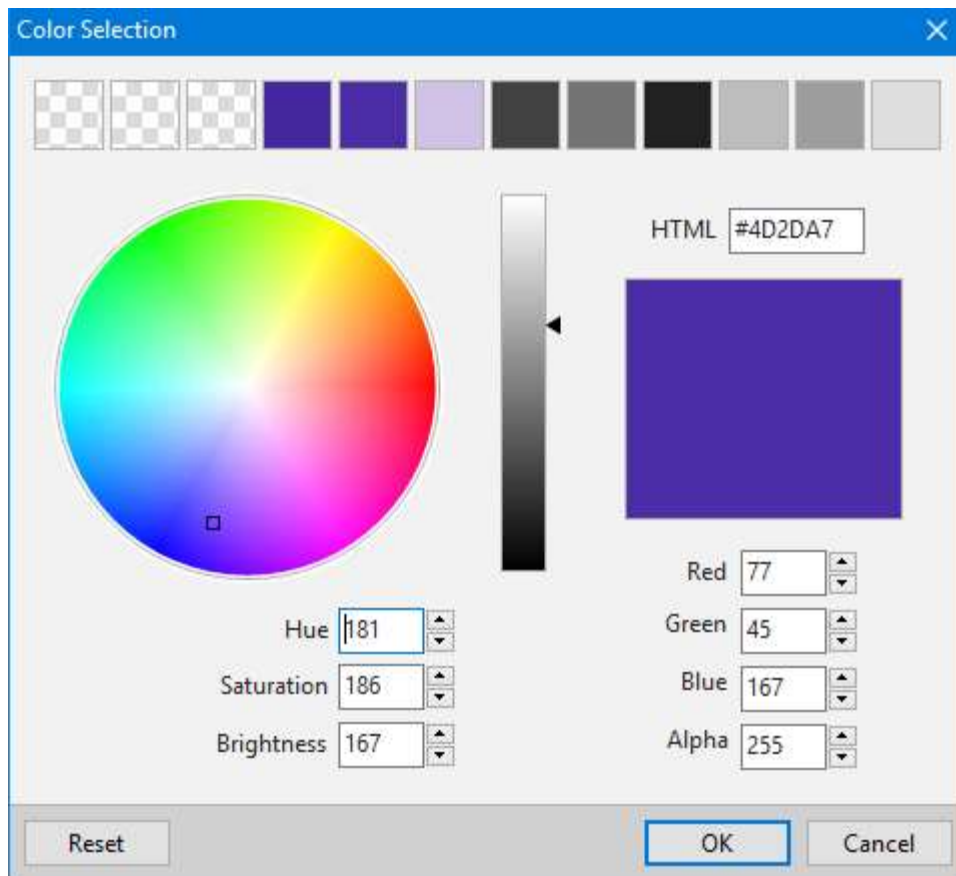 Color Selection
HTML #4D2DA7
Red 77
Hue 181
Green 45
Saturation 186
Blue 167
Brightness 167
Alpha 255
Reset
OK
Cancel